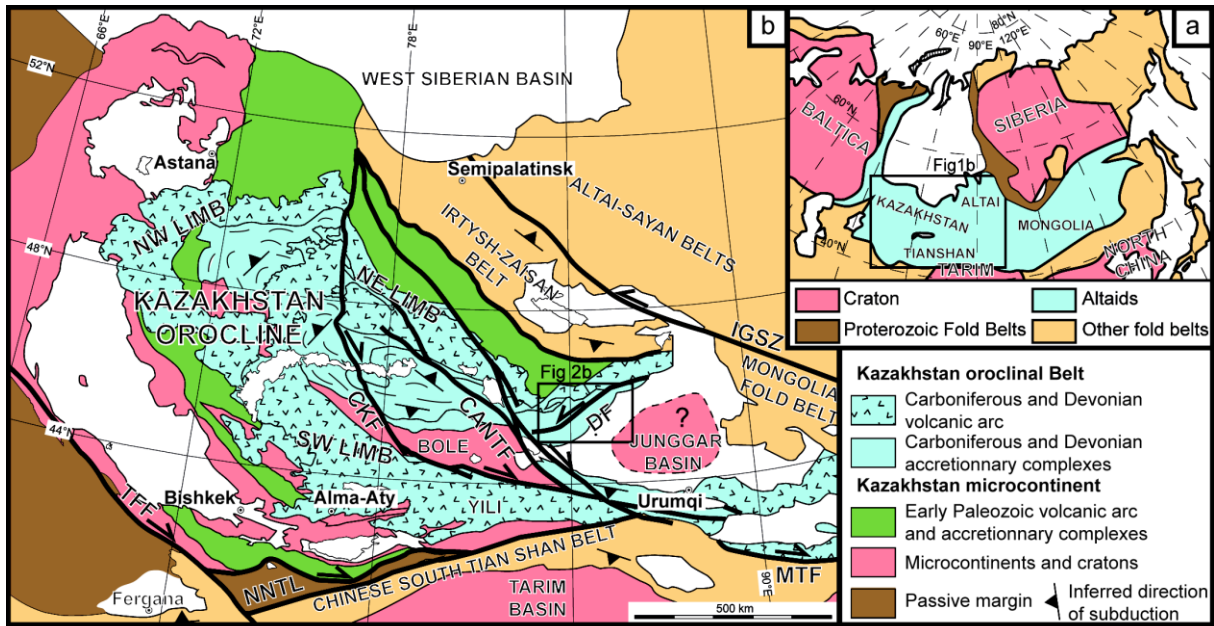 b
66°E
72°E
78°E
52°N
WEST SIBERIAN BASIN
Astana
Semipalatinsk
ALTAI-SAYAN BELTS
IRTYSH-ZAISAN
BELT
NW LIMB
48°N
NE LIMB
KAZAKHSTAN
OROCLINE
IGSZ
MONGOLIA
FOLD BELT
Fig 2b
CKF
CANTF
DF
?
JUNGGAR
BASIN
44°N
SW LIMB
BOLE
TFF
Bishkek
Alma-Aty
YILI
Urumqi
NNTL
CHINESE SOUTH TIAN SHAN BELT
MTF
96°E
Fergana
TARIM
BASIN
500 km
a
60°E
80°N
90°E
120°E
60°N
BALTICA
SIBERIA
Fig1b
KAZAKHSTAN
ALTAI
MONGOLIA
TIANSHAN
40°N
TARIM
NORTH
CHINA
Craton
Altaids
Proterozoic Fold Belts
Other fold belts
Kazakhstan oroclinal Belt
Carboniferous and Devonian
volcanic arc
Carboniferous and Devonian
accretionnary complexes
Kazakhstan microcontinent
Early Paleozoic volcanic arc
and accretionnary complexes
Microcontinents and cratons
Passive margin
Inferred direction
of subduction